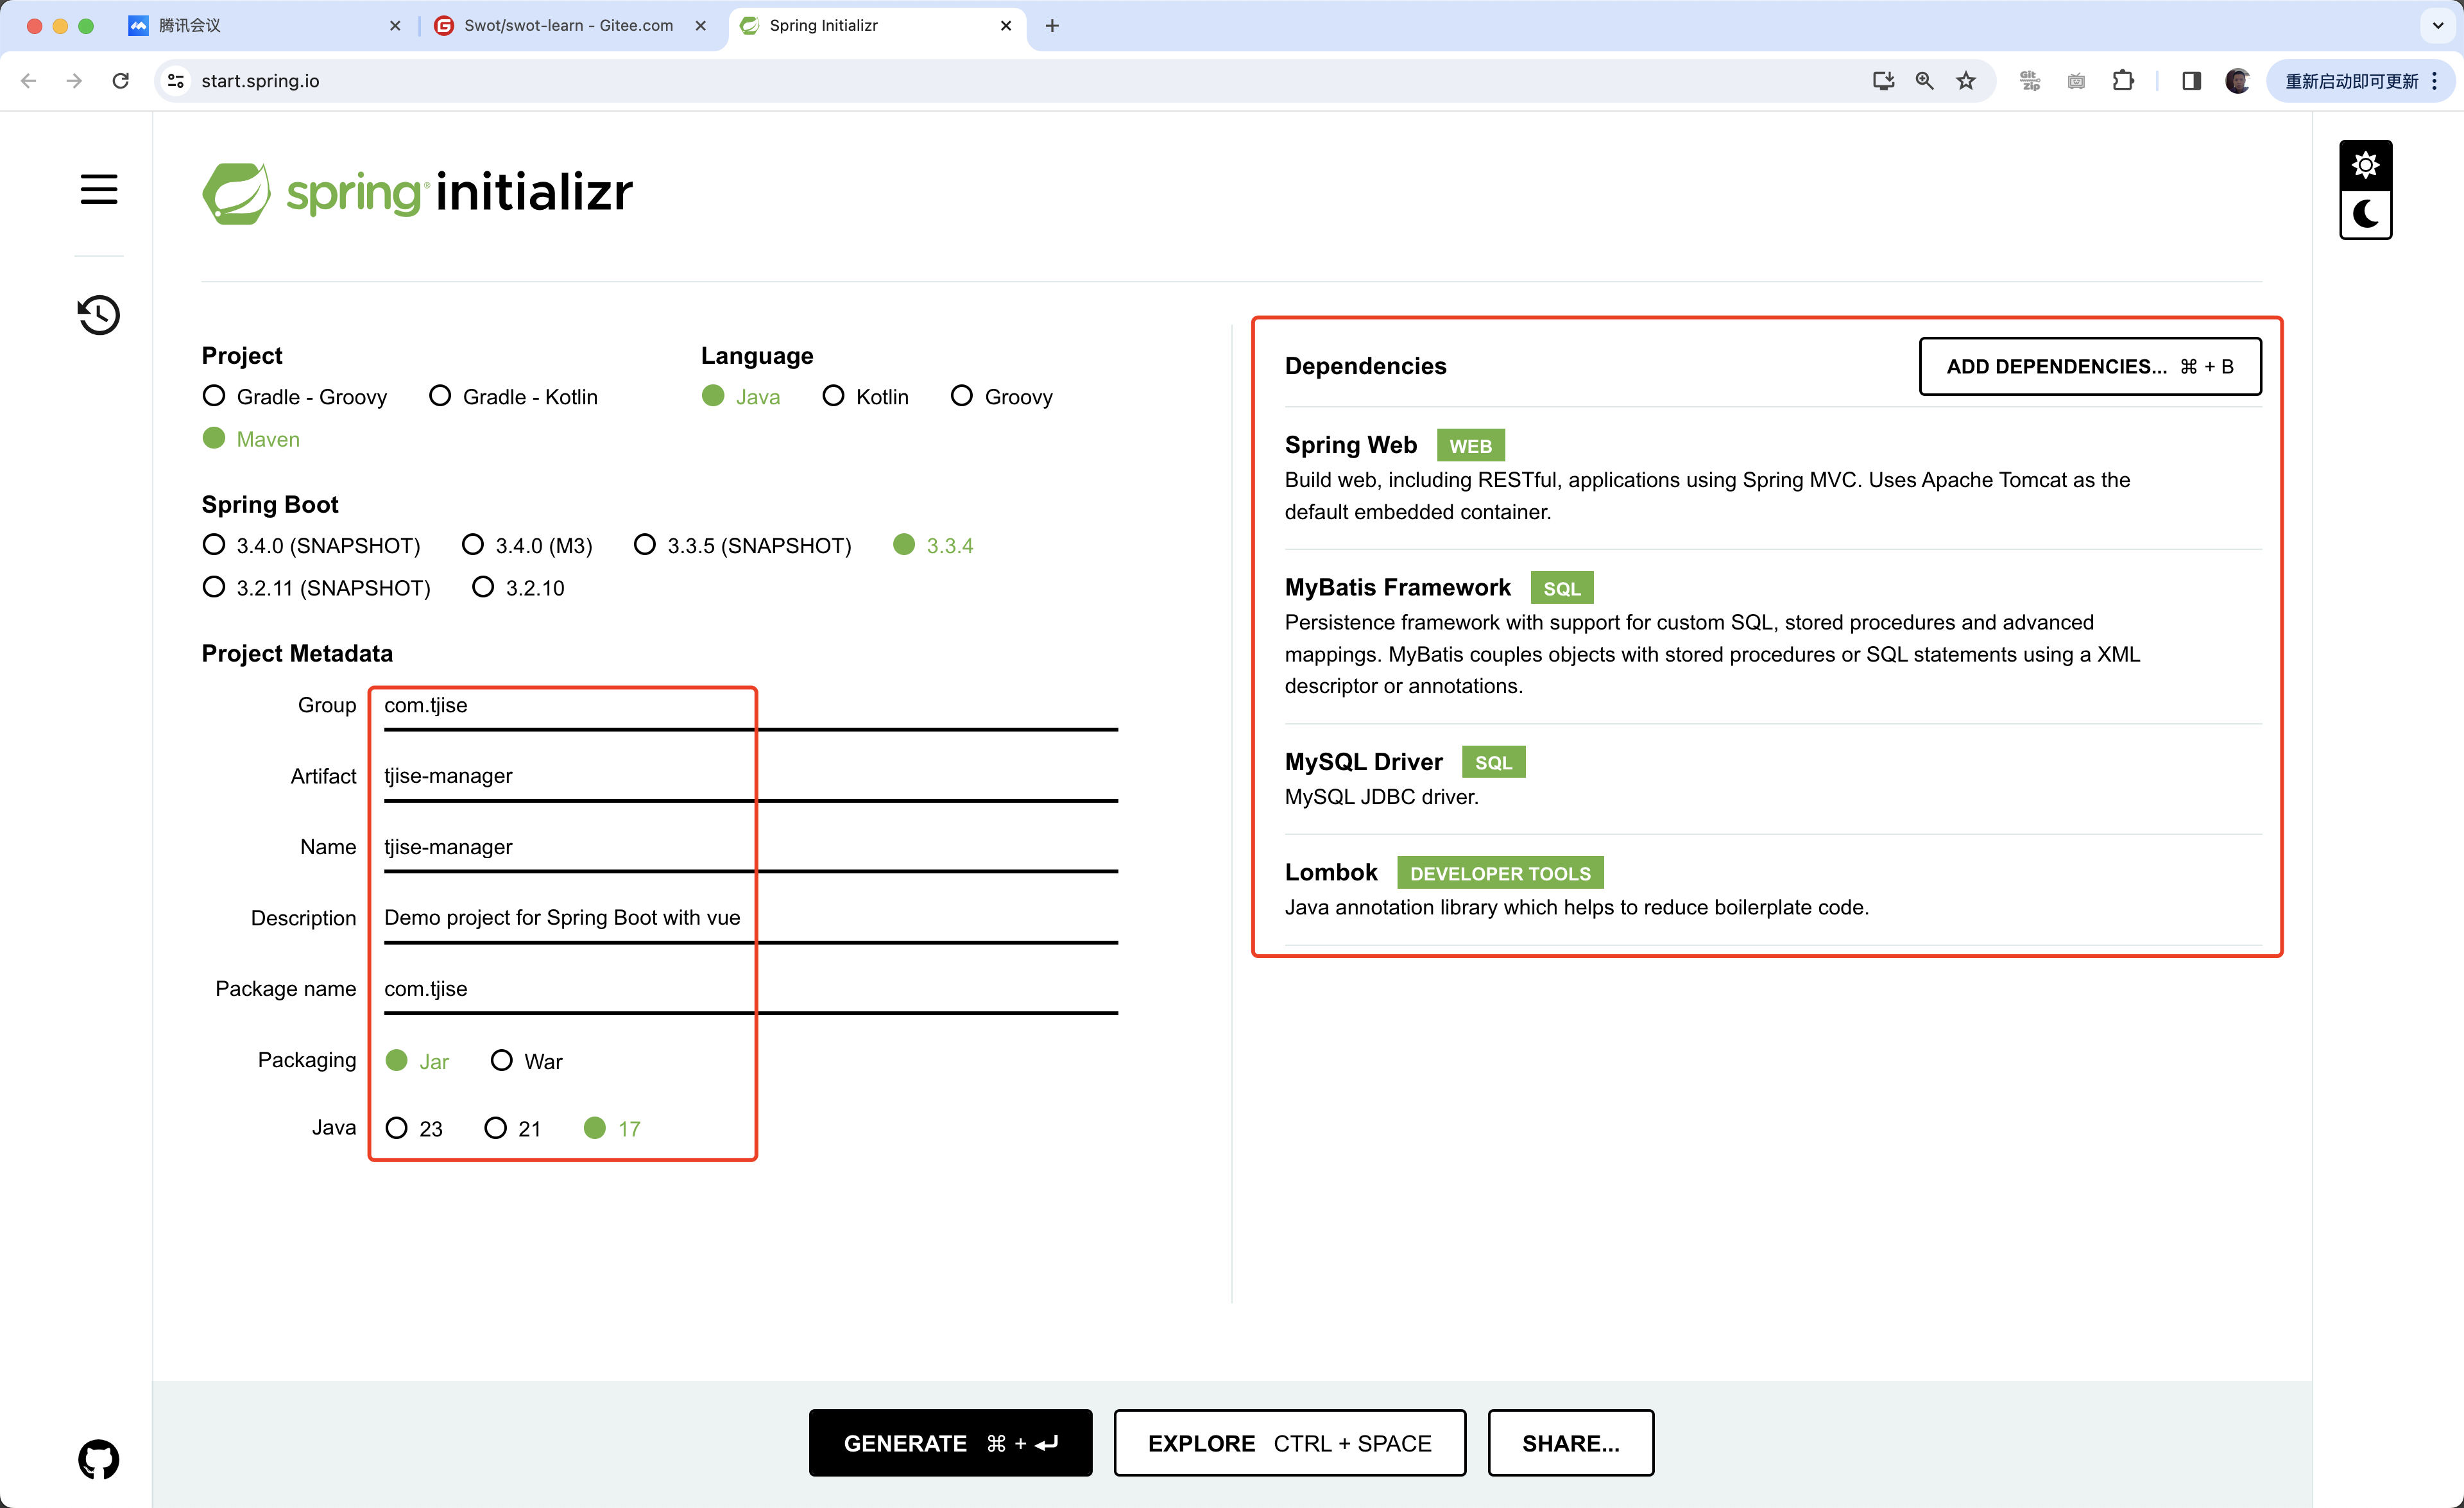 腾讯会议
Swot/swot-learn - Gitee.com
Spring Initializr
start.spring.io
Git Zip
重新启动即可更新
spring® initializr
Project
Gradle - Groovy Gradle - Kotlin
Maven
Language
Java Kotlin Groovy
Spring Boot
3.4.0 (SNAPSHOT) 3.4.0 (M3) 3.3.5 (SNAPSHOT) 3.3.4
3.2.11 (SNAPSHOT) 3.2.10
Project Metadata
Group com.tjise
Artifact tjise-manager
Name tjise-manager
Description Demo project for Spring Boot with vue
Package name com.tjise
Packaging Jar War
Java 23 21 17
Dependencies
ADD DEPENDENCIES... ⌘ + B
Spring Web WEB
Build web, including RESTful, applications using Spring MVC. Uses Apache Tomcat as the
default embedded container.
MyBatis Framework SQL
Persistence framework with support for custom SQL, stored procedures and advanced
mappings. MyBatis couples objects with stored procedures or SQL statements using a XML
descriptor or annotations.
MySQL Driver SQL
MySQL JDBC driver.
Lombok DEVELOPER TOOLS
Java annotation library which helps to reduce boilerplate code.
GENERATE ⌘ + ⏎
EXPLORE CTRL + SPACE
SHARE...